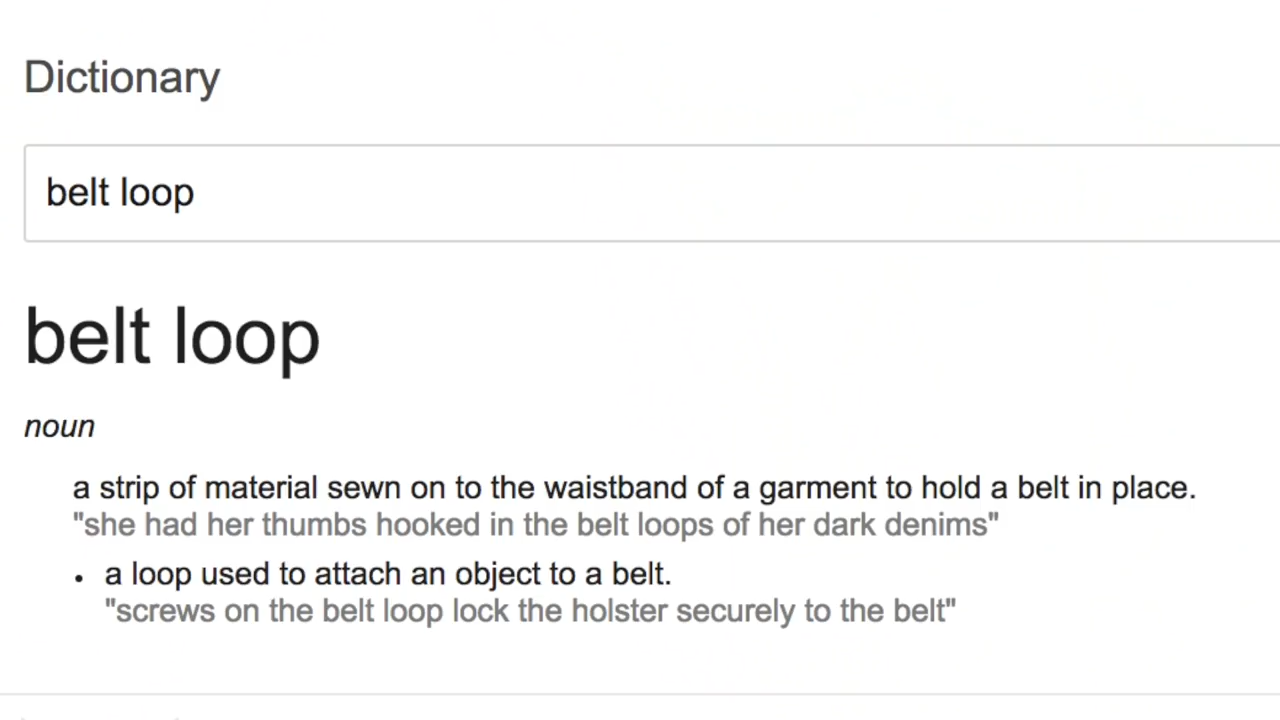 Dictionary
belt loop
belt loop
noun
a strip of material sewn on to the waistband of a garment to hold a belt in place.
"she had her thumbs hooked in the belt loops of her dark denims"
• a loop used to attach an object to a belt.
"screws on the belt loop lock the holster securely to the belt"